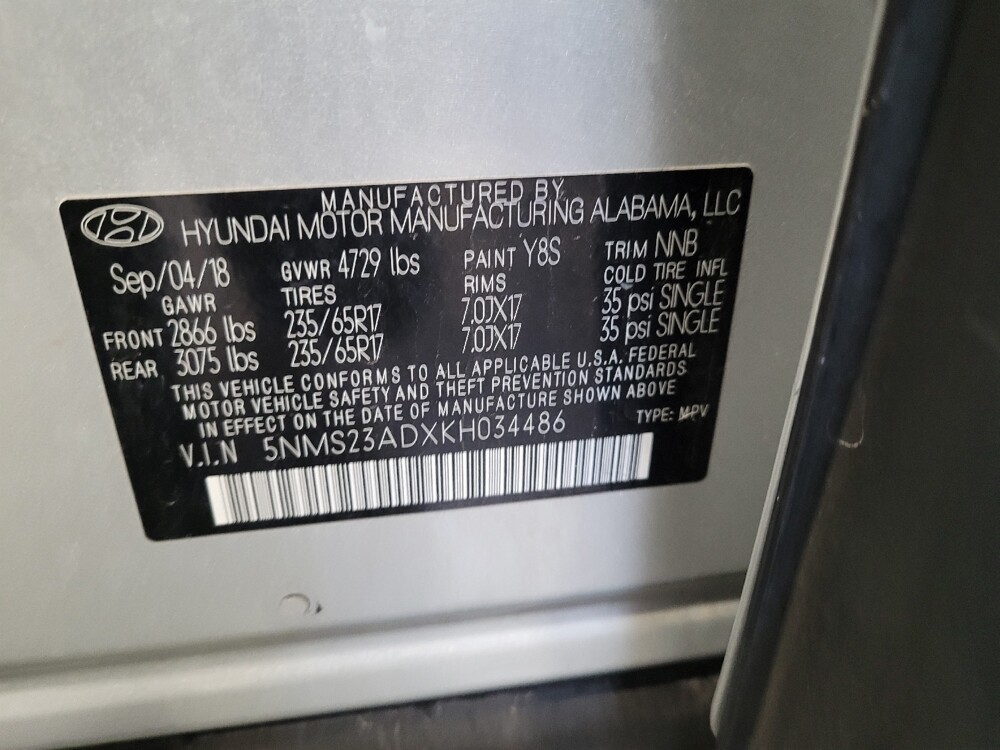 MANUFACTURED BY
HYUNDAI MOTOR MANUFACTURING ALABAMA, LLC
Sep/04/18 GVWR 4729 lbs PAINT Y8S TRIM NNB
GAWR TIRES RIMS COLD TIRE INFL
FRONT 2866 lbs 235/65R17 7.0JX17 35 psi SINGLE
REAR 3075 lbs 235/65R17 7.0JX17 35 psi SINGLE
THIS VEHICLE CONFORMS TO ALL APPLICABLE U.S.A. FEDERAL
MOTOR VEHICLE SAFETY AND THEFT PREVENTION STANDARDS
IN EFFECT ON THE DATE OF MANUFACTURE SHOWN ABOVE
V.I.N 5NMS23ADXKH034486 TYPE: MPV